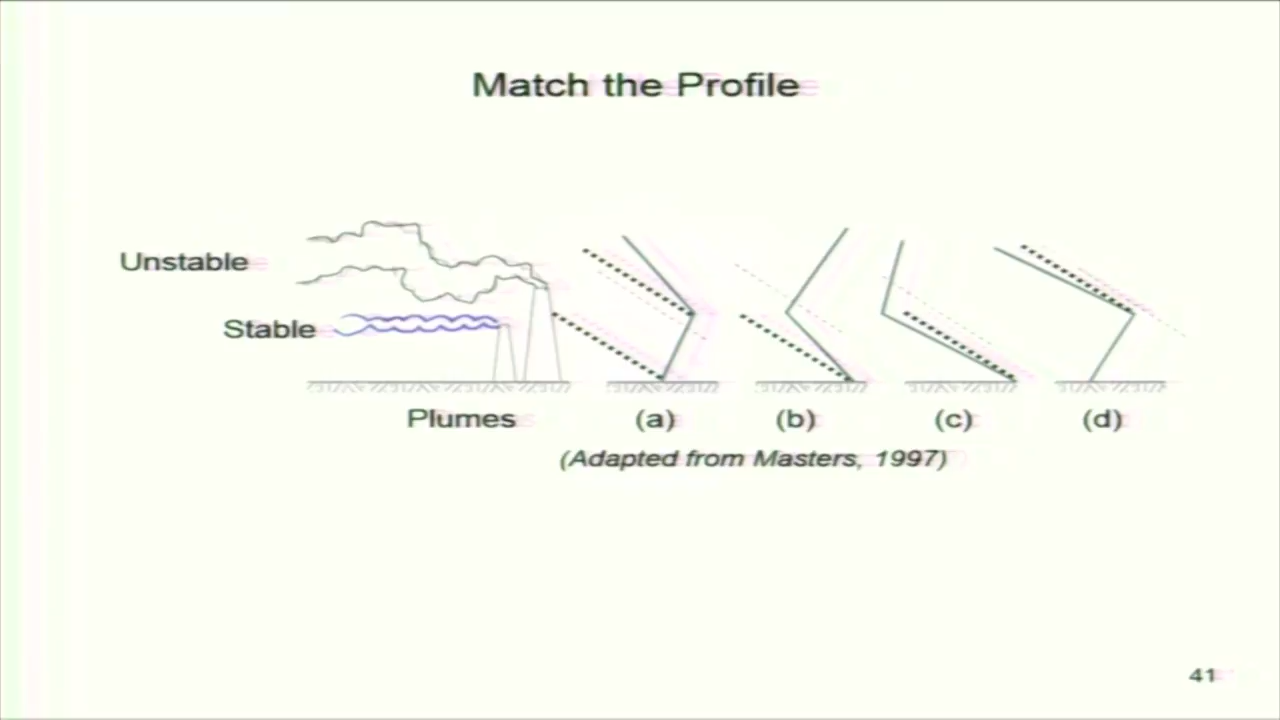 Match the Profile
Unstable
Stable
Plumes
(a)
(b)
(c)
(d)
(Adapted from Masters, 1997)
41